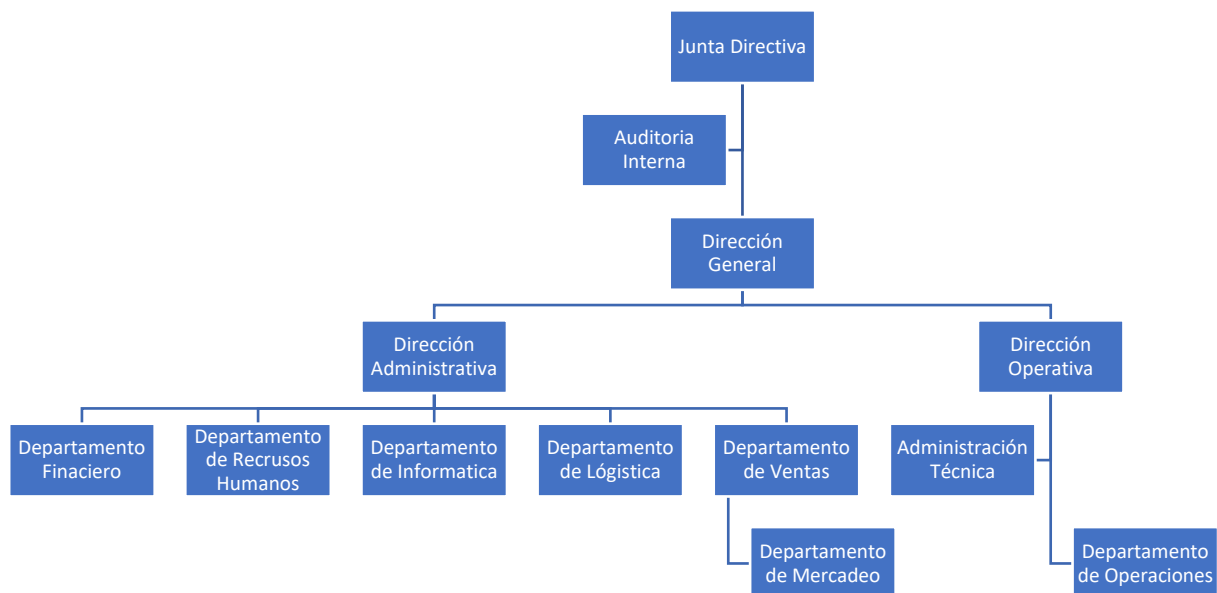 Junta Directiva
Auditoria
Interna
Dirección
General
Dirección
Administrativa
Dirección
Operativa
Departamento
Finaciero
Departamento
de Recrusos
Humanos
Departamento
de Informatica
Departamento
de Lógistica
Departamento
de Ventas
Administración
Técnica
Departamento
de Mercadeo
Departamento
de Operaciones